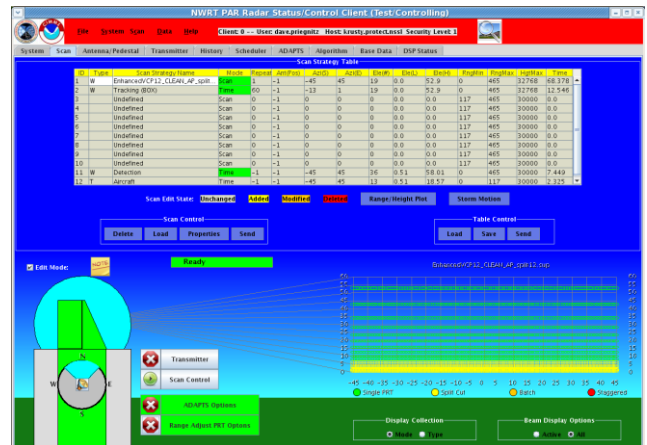 NWRT PAR Radar Status/Control Client (Test/Controlling)
File System Scan Data Help Client: 0 -- User: dave.priegnitz Host: krusty.protect.nssl Security Level: 1
System Scan Antenna/Pedestal Transmitter History Scheduler ADAPTS Algorithm Base Data DSP Status
Scan Strategy Table
ID Type Scan Strategy Name Mode Repeat Ant(Pos) Azi(S) Azi(E) Ele(#) Ele(L) Ele(H) RngMin RngMax HgtMax Time
1 W EnhancedVCP12_CLEAN_AP_split... Scan 1 -1 -45 45 19 0.0 52.9 0 465 32768 68.378
2 W Tracking (BOX) Time 60 -1 -13 1 19 0.0 52.9 0 465 32768 12.546
3 Undefined Scan 0 -1 0 0 0 0.0 0.0 117 465 30000 0.0
4 Undefined Scan 0 -1 0 0 0 0.0 0.0 117 465 30000 0.0
5 Undefined Scan 0 -1 0 0 0 0.0 0.0 117 465 30000 0.0
6 Undefined Scan 0 -1 0 0 0 0.0 0.0 117 465 30000 0.0
7 Undefined Scan 0 -1 0 0 0 0.0 0.0 117 465 30000 0.0
8 Undefined Scan 0 -1 0 0 0 0.0 0.0 117 465 30000 0.0
9 Undefined Scan 0 -1 0 0 0 0.0 0.0 117 465 30000 0.0
10 Undefined Scan 0 -1 0 0 0 0.0 0.0 117 465 30000 0.0
11 W Detection Time -1 -1 -45 45 36 0.51 58.01 0 465 30000 7.449
12 T Aircraft Time -1 -1 -45 45 13 0.51 18.57 0 117 30000 2.325
Scan Edit State: Unchanged Added Modified Deleted Range/Height Plot Storm Motion
Scan Control Table Control
Delete Load Properties Send Load Save Send
Edit Mode: NOTE Ready
EnhancedVCP12_CLEAN_AP_split12.svp
N
W E
S
Transmitter
Scan Control
ADAPTS Options
Range Adjust PRT Options
-45 -40 -35 -30 -25 -20 -15 -10 -5 0 5 10 15 20 25 30 35 40 45
Single PRT Split Cut Batch Staggered
Display Collection Beam Display Options
Mode Type Active All